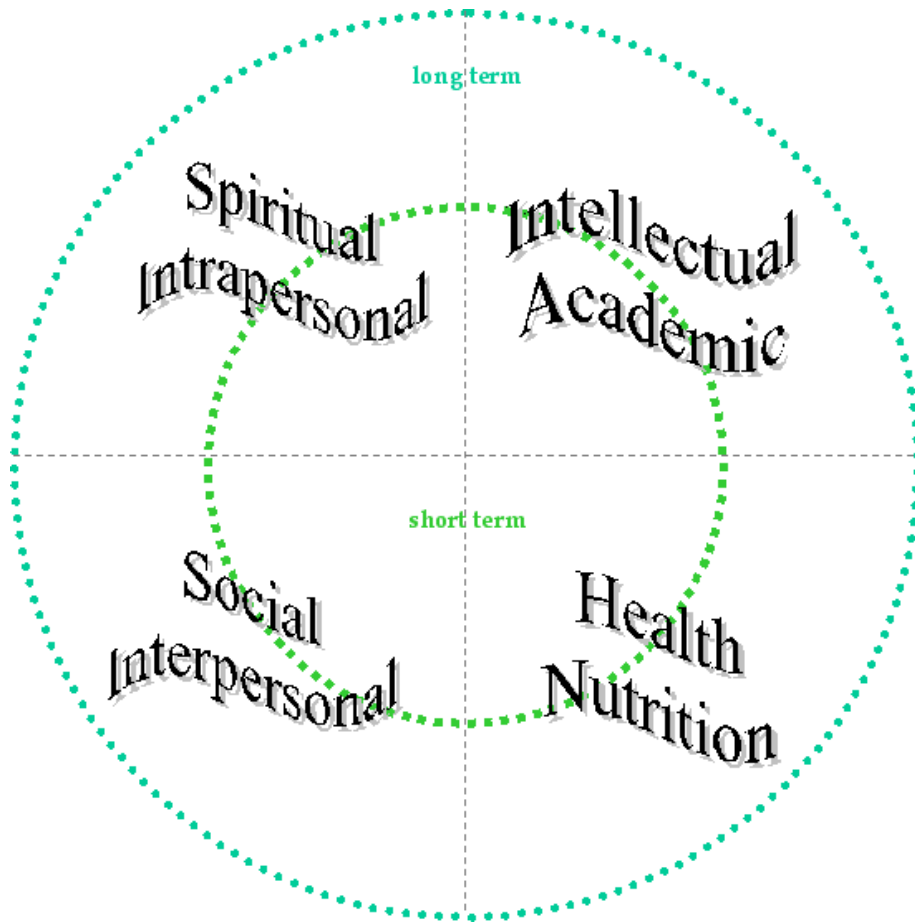 long term
Spiritual
Intrapersonal
Intellectual
Academic
short term
Social
Interpersonal
Health
Nutrition